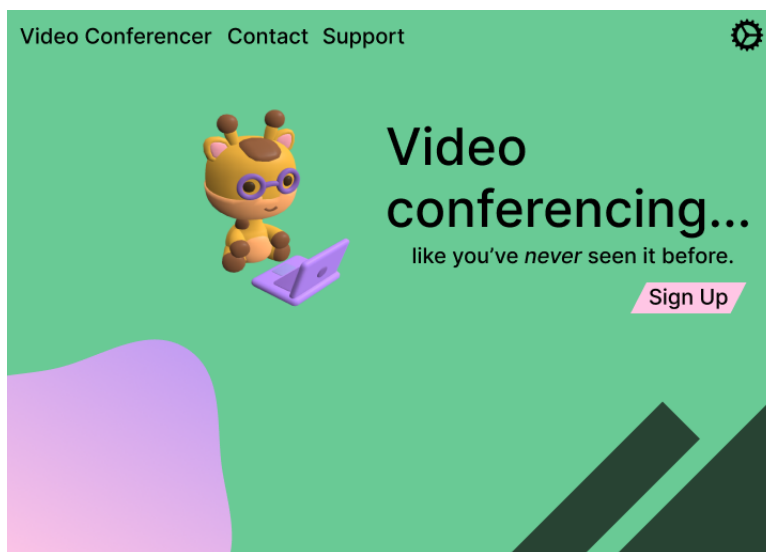 Video Conferencer Contact Support
Video
conferencing...
like you've never seen it before.
Sign Up